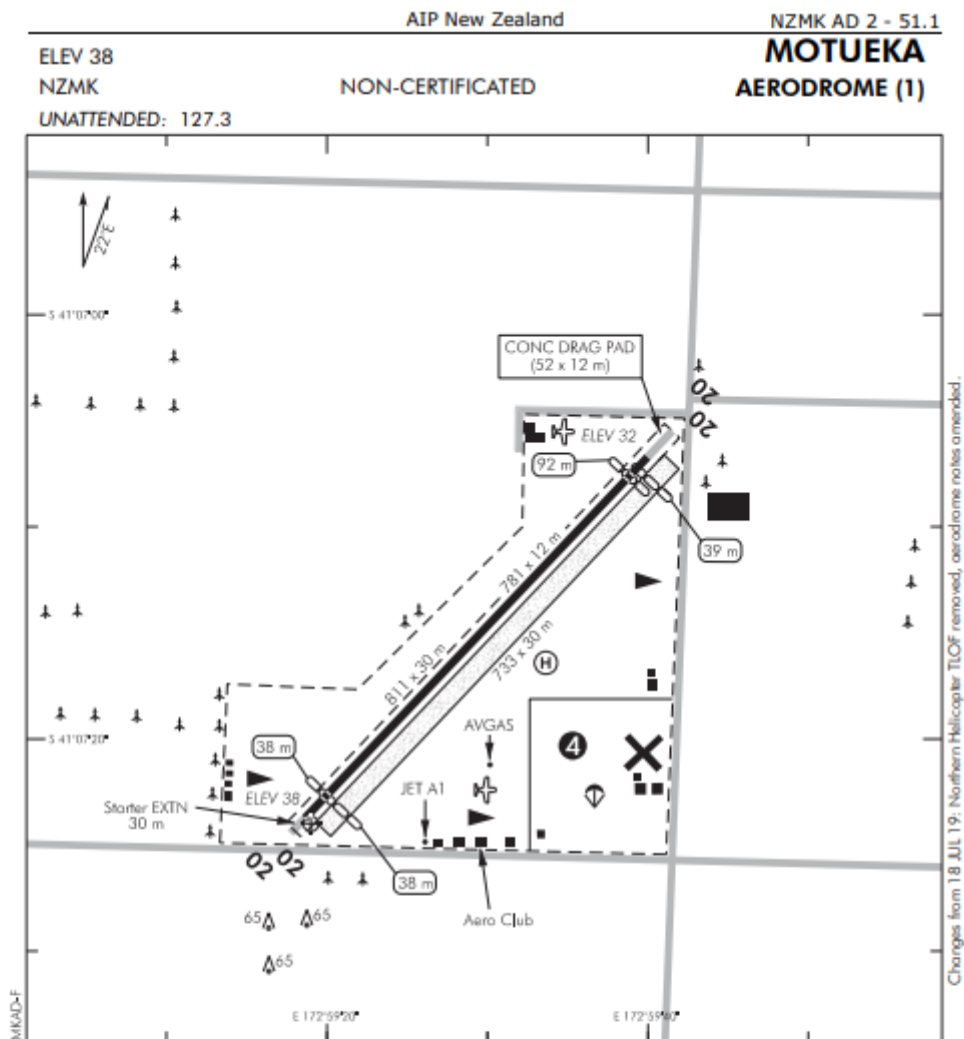 AIP New Zealand
NZMK AD 2 - 51.1
ELEV 38
MOTUEKA
NZMK
NON-CERTIFICATED
AERODROME (1)
UNATTENDED: 127.3
22°E
S 41°07'00"
CONC DRAG PAD
(52 x 12 m)
20
20
ELEV 32
92 m
39 m
781 x 12 m
811 x 30 m
733 x 30 m
H
AVGAS
4
S 41°07'20"
38 m
JET A1
ELEV 38
Starter EXTN
30 m
02
02
38 m
Aero Club
65
65
65
E 172°59'20"
E 172°59'40"
MKAD-F
Changes from 18 JUL 19: Northern Helicopter TLOF removed, aerodrome notes amended.